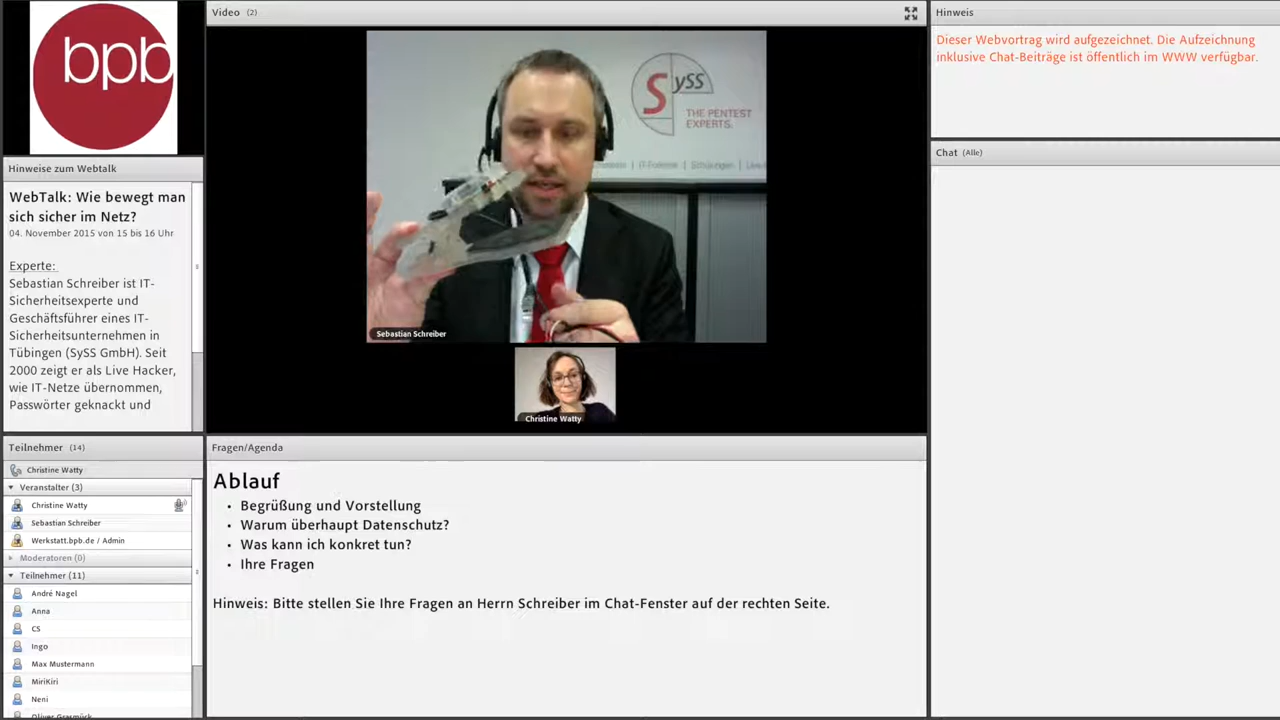 bpb
Hinweise zum Webtalk
WebTalk: Wie bewegt man
sich sicher im Netz?
04. November 2015 von 15 bis 16 Uhr
Experte:
Sebastian Schreiber ist IT-
Sicherheitsexperte und
Geschäftsführer eines IT-
Sicherheitsunternehmen in
Tübingen (SySS GmbH). Seit
2000 zeigt er als Live Hacker,
wie IT-Netze übernommen,
Passwörter geknackt und
Teilnehmer (14)
Christine Watty
Veranstalter (3)
Christine Watty
Sebastian Schreiber
Werkstatt.bpb.de / Admin
Moderatoren (0)
Teilnehmer (11)
André Nagel
Anna
CS
Ingo
Max Mustermann
MiriKiri
Neni
Oliver Grasmück
Video (2)
SySS
THE PENTEST
EXPERTS.
| IT-Forensik | Schulungen |
Sebastian Schreiber
Christine Watty
Fragen/Agenda
Ablauf
• Begrüßung und Vorstellung
• Warum überhaupt Datenschutz?
• Was kann ich konkret tun?
• Ihre Fragen
Hinweis: Bitte stellen Sie Ihre Fragen an Herrn Schreiber im Chat-Fenster auf der rechten Seite.
Hinweis
Dieser Webvortrag wird aufgezeichnet. Die Aufzeichnung
inklusive Chat-Beiträge ist öffentlich im WWW verfügbar.
Chat (Alle)